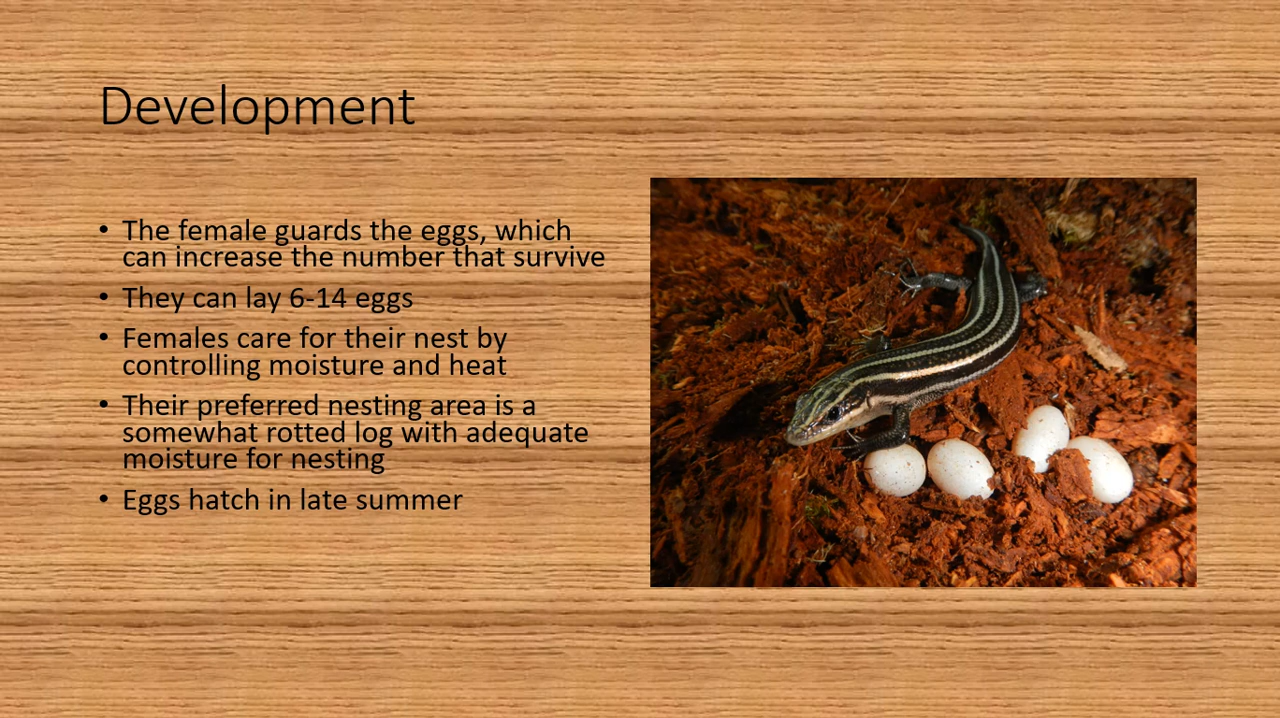 Development
• The female guards the eggs, which
can increase the number that survive
• They can lay 6-14 eggs
• Females care for their nest by
controlling moisture and heat
• Their preferred nesting area is a
somewhat rotted log with adequate
moisture for nesting
• Eggs hatch in late summer